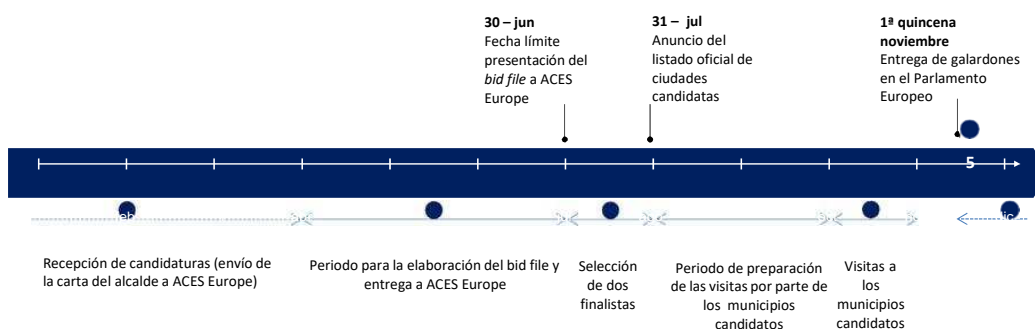 30 – jun
Fecha límite
presentación del
bid file a ACES
Europe
31 – jul
Anuncio del
listado oficial de
ciudades
candidatas
1ª quincena
noviembre
Entrega de galardones
en el Parlamento
Europeo
5
Recepción de candidaturas (envío de
la carta del alcalde a ACES Europe)
Periodo para la elaboración del bid file y
entrega a ACES Europe
Selección
de dos
finalistas
Periodo de preparación
de las visitas por parte de
los municipios
candidatos
Visitas a
los
municipios
candidatos